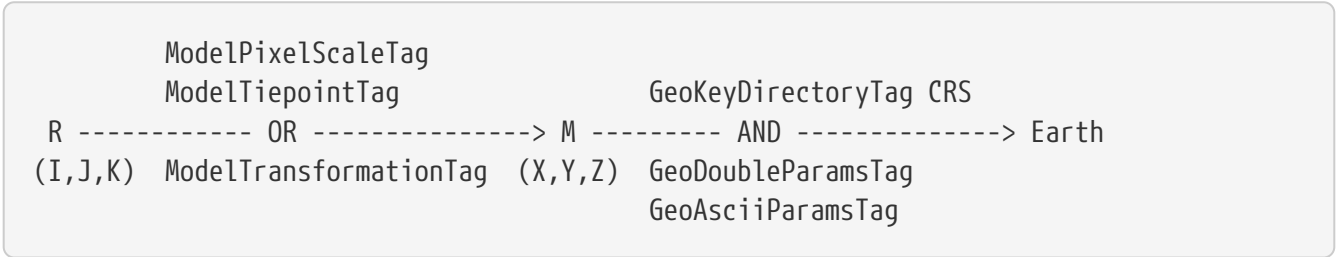 ModelPixelScaleTag
         ModelTiepointTag                GeoKeyDirectoryTag CRS
 R ------------ OR ---------------> M --------- AND --------------> Earth
(I,J,K)  ModelTransformationTag  (X,Y,Z)  GeoDoubleParamsTag
                                          GeoAsciiParamsTag